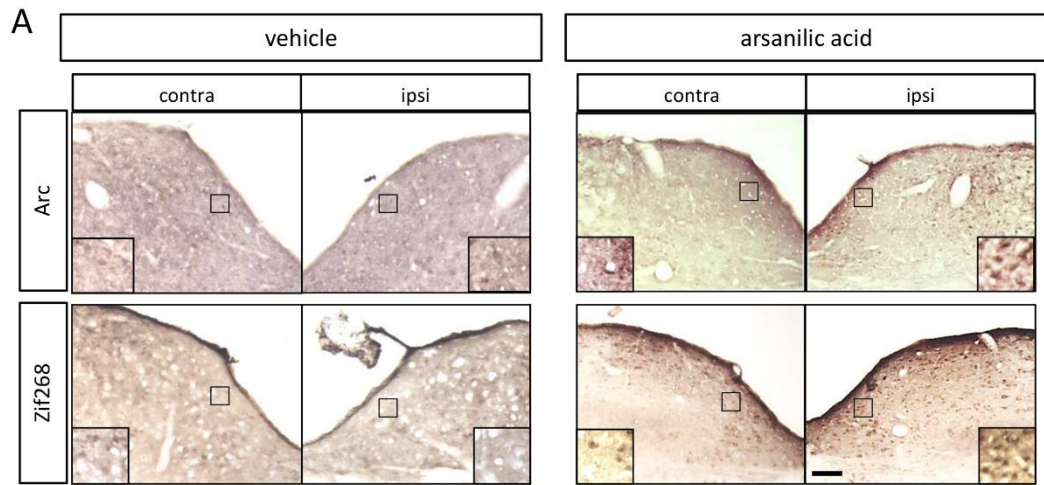 A
vehicle
arsanilic acid
contra
ipsi
contra
ipsi
Arc
Zif268